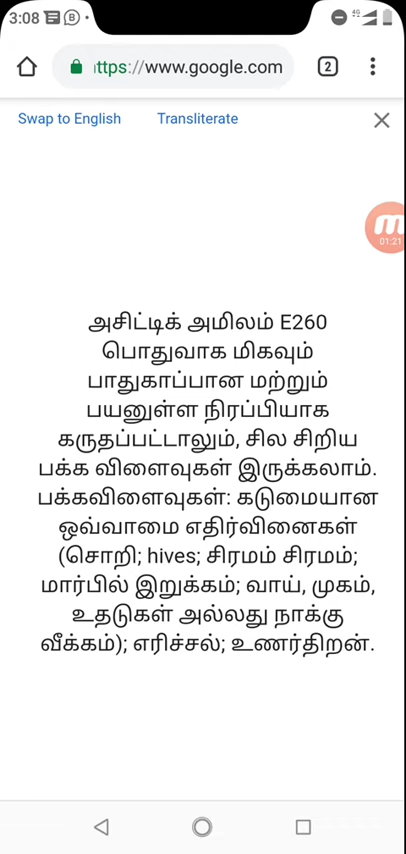 3:08
4G
https://www.google.com
2
Swap to English
Transliterate
m
01:21
அசிட்டிக் அமிலம் E260
பொதுவாக மிகவும்
பாதுகாப்பான மற்றும்
பயனுள்ள நிரப்பியாக
கருதப்பட்டாலும், சில சிறிய
பக்க விளைவுகள் இருக்கலாம்.
பக்கவிளைவுகள்: கடுமையான
ஒவ்வாமை எதிர்வினைகள்
(சொறி; hives; சிரமம் சிரமம்;
மார்பில் இறுக்கம்; வாய், முகம்,
உதடுகள் அல்லது நாக்கு
வீக்கம்); எரிச்சல்; உணர்திறன்.